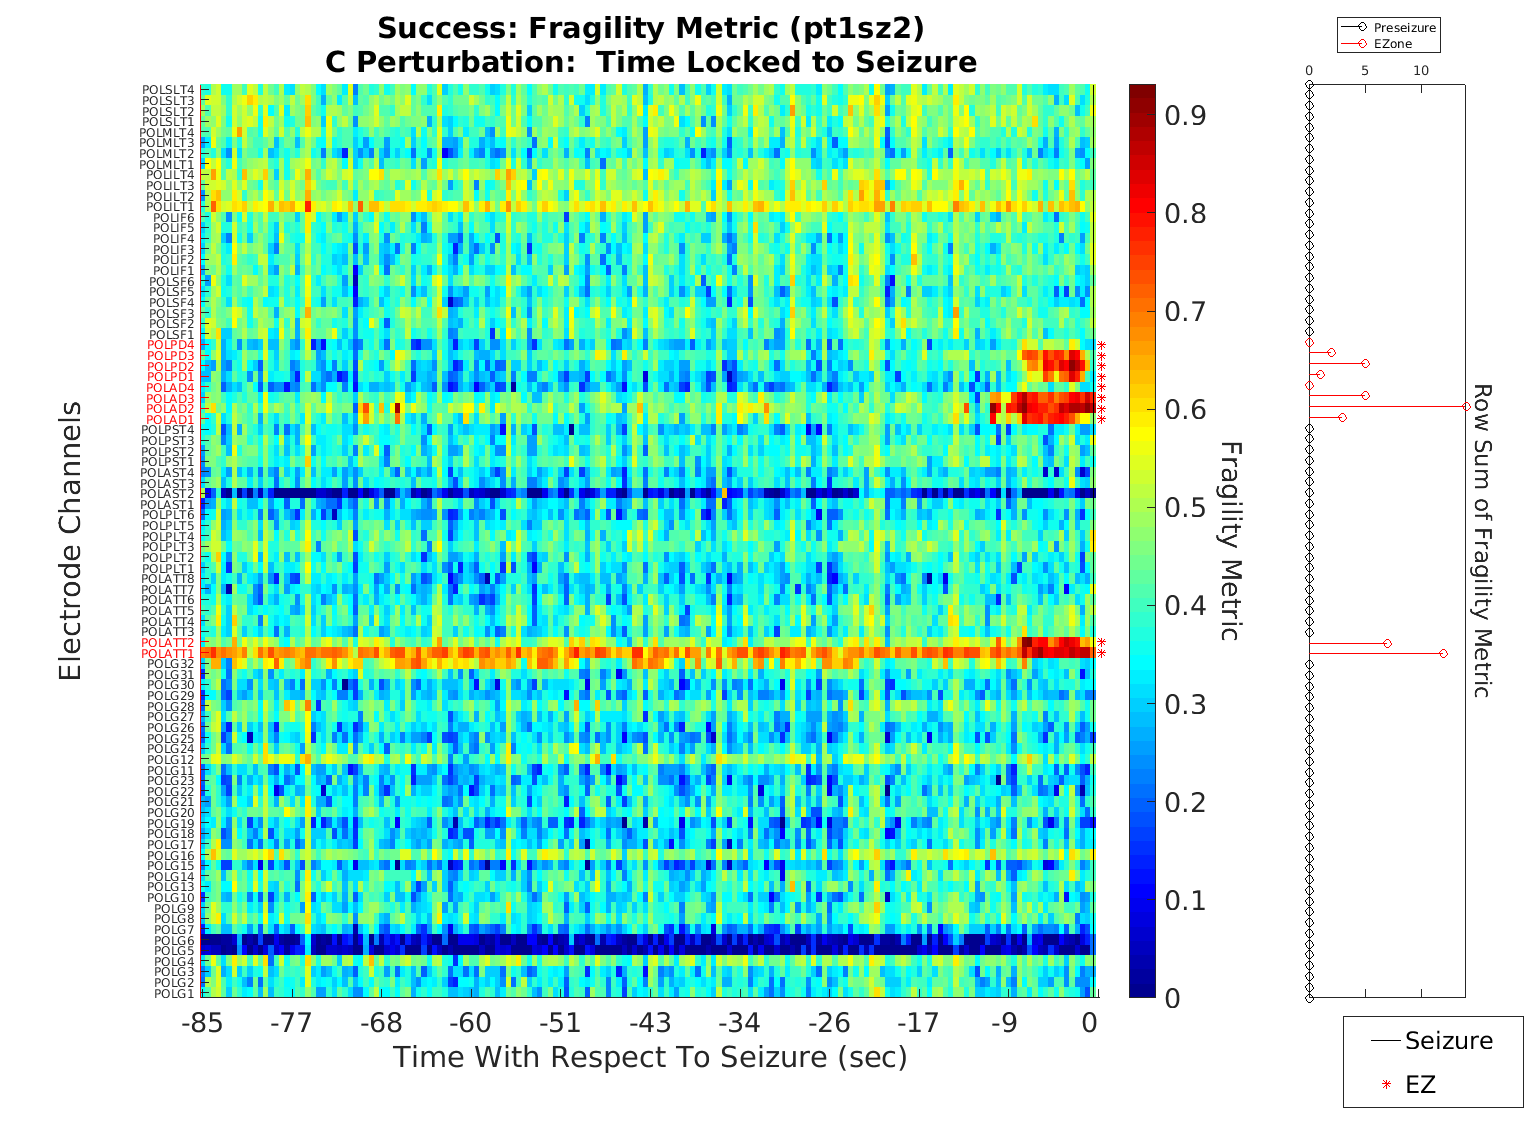 Success: Fragility Metric (pt1sz2)
C Perturbation: Time Locked to Seizure
Electrode Channels
POLSLT4
POLSLT3
POLSLT2
POLSLT1
POLMLT4
POLMLT3
POLMLT2
POLMLT1
POLILT4
POLILT3
POLILT2
POLILT1
POLIF6
POLIF5
POLIF4
POLIF3
POLIF2
POLIF1
POLSF6
POLSF5
POLSF4
POLSF3
POLSF2
POLSF1
POLPD4
POLPD3
POLPD2
POLPD1
POLAD4
POLAD3
POLAD2
POLAD1
POLPST4
POLPST3
POLPST2
POLPST1
POLAST4
POLAST3
POLAST2
POLAST1
POLPLT6
POLPLT5
POLPLT4
POLPLT3
POLPLT2
POLPLT1
POLATT8
POLATT7
POLATT6
POLATT5
POLATT4
POLATT3
POLATT2
POLATT1
POLG32
POLG31
POLG30
POLG29
POLG28
POLG27
POLG26
POLG25
POLG24
POLG12
POLG11
POLG23
POLG22
POLG21
POLG20
POLG19
POLG18
POLG17
POLG16
POLG15
POLG14
POLG13
POLG10
POLG9
POLG8
POLG7
POLG6
POLG5
POLG4
POLG3
POLG2
POLG1
-85 -77 -68 -60 -51 -43 -34 -26 -17 -9 0
Time With Respect To Seizure (sec)
0.9
0.8
0.7
0.6
0.5
0.4
0.3
0.2
0.1
0
Fragility Metric
Preseizure
EZone
0 5 10
Row Sum of Fragility Metric
Seizure
EZ